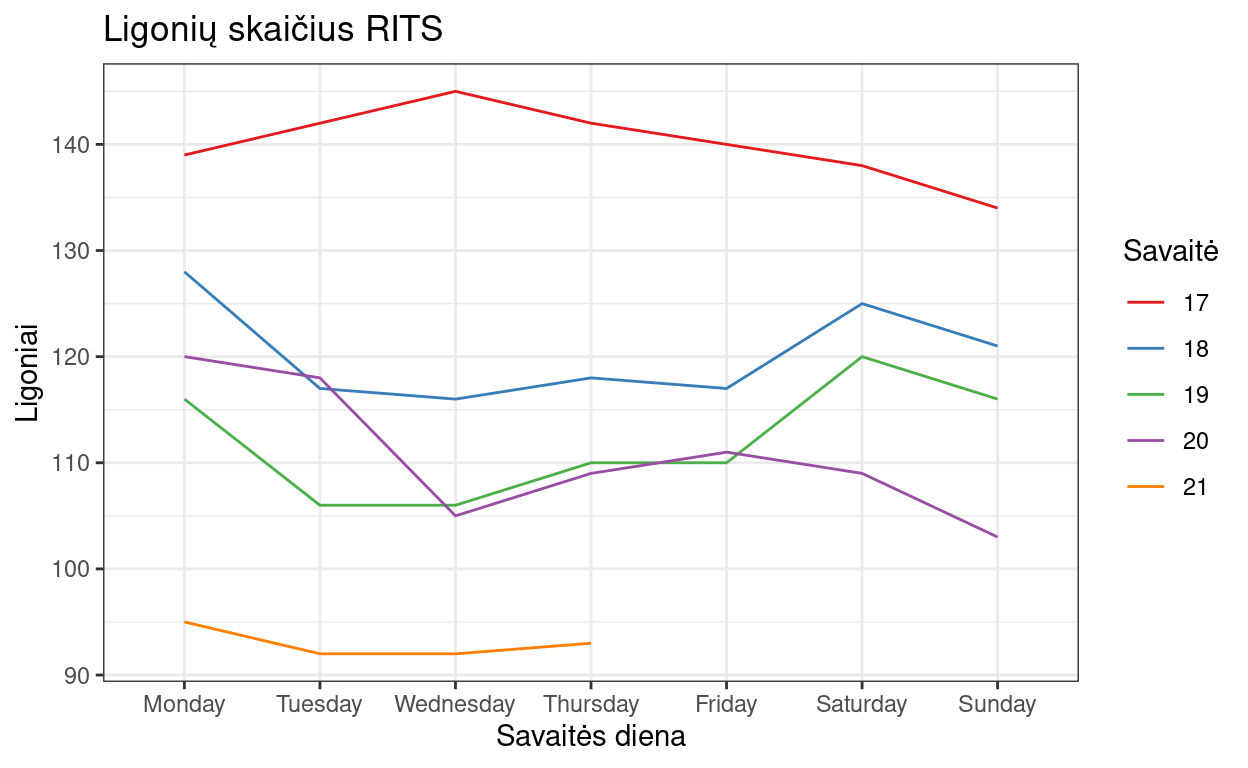 Ligonių skaičius RITS
Ligoniai
140
130
120
110
100
90
Monday Tuesday Wednesday Thursday Friday Saturday Sunday
Savaitės diena
Savaitė
17
18
19
20
21